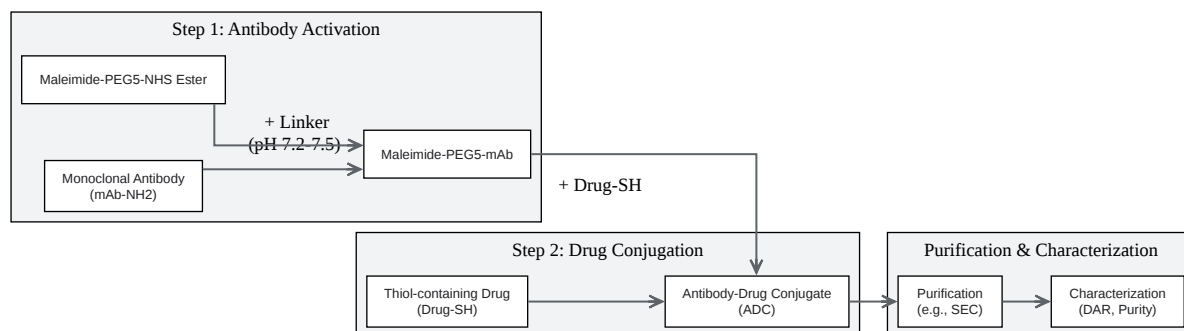 Step 1: Antibody Activation
Maleimide-PEG5-NHS Ester
+ Linker
(pH 7.2-7.5)
Maleimide-PEG5-mAb
Monoclonal Antibody
(mAb-NH2)
+ Drug-SH
Step 2: Drug Conjugation
Thiol-containing Drug
(Drug-SH)
Antibody-Drug Conjugate
(ADC)
Purification & Characterization
Purification
(e.g., SEC)
Characterization
(DAR, Purity)